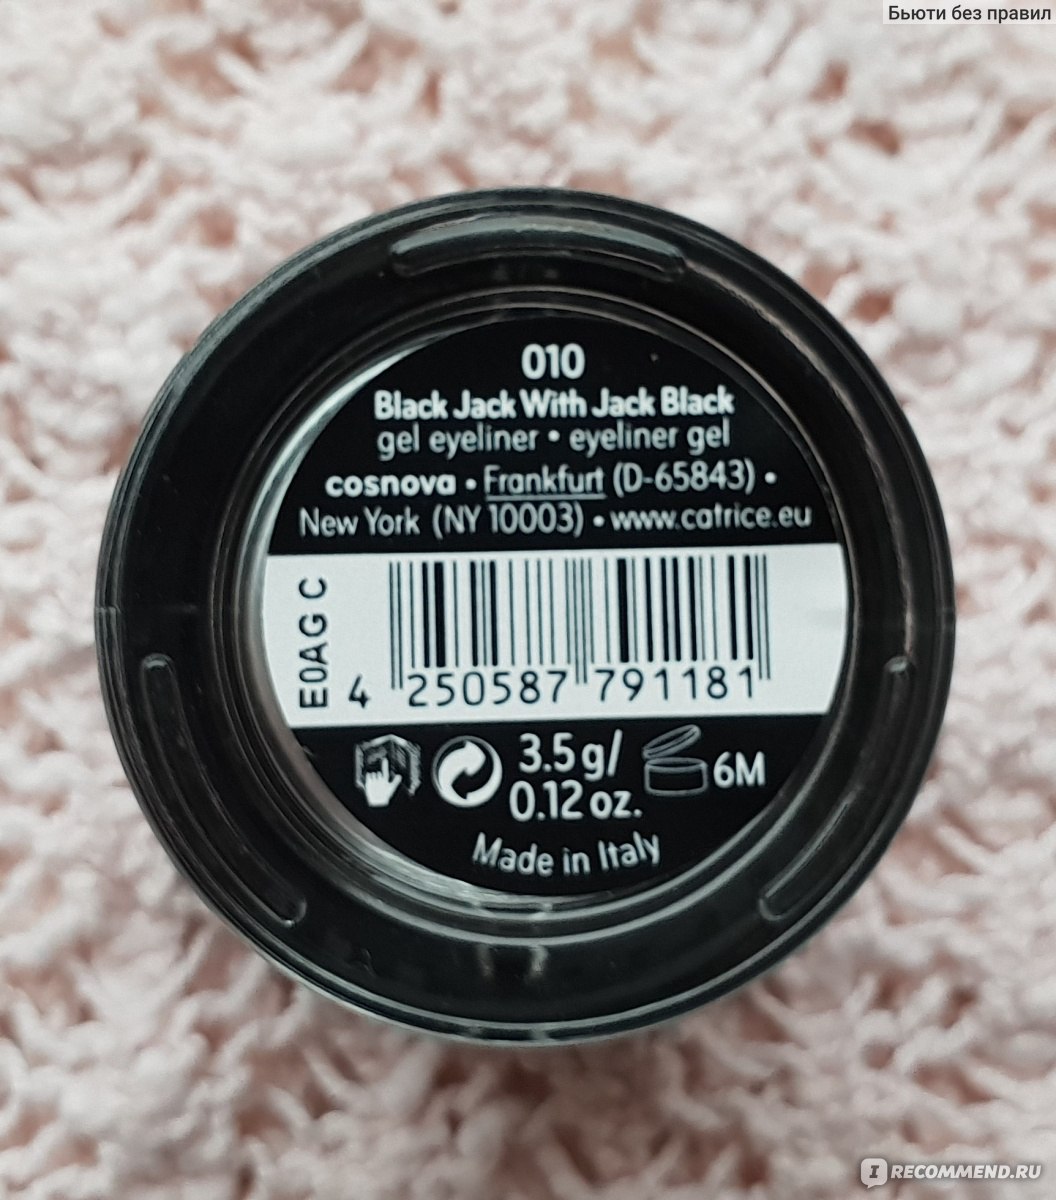 Бьюти без правил
010
Black Jack With Jack Black
gel eyeliner • eyeliner gel
cosnova • Frankfurt (D-65843) •
New York (NY 10003) • www.catrice.eu
E0AG C
4 250587 791181
3.5 g/
0.12 oz.
6M
Made in Italy
I RECOMMEND.RU